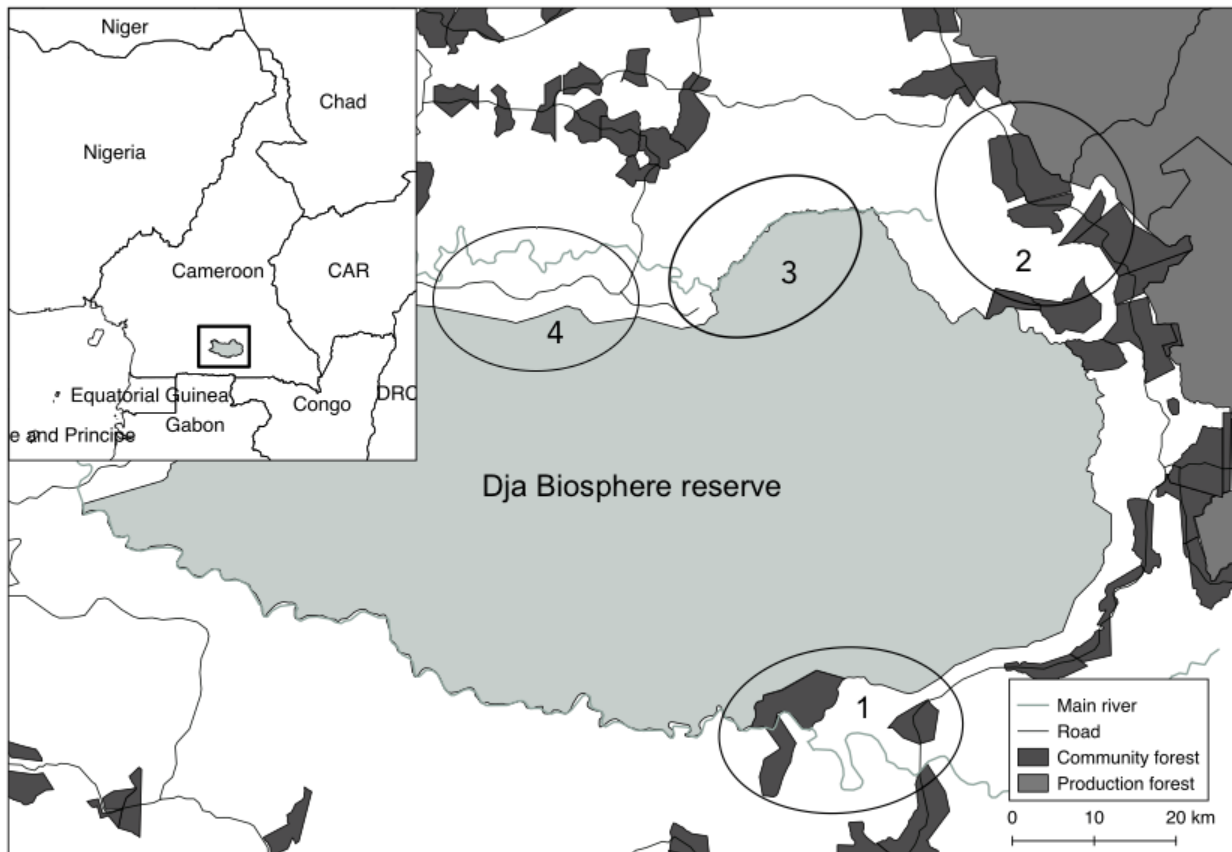 Niger
Chad
Nigeria
Cameroon
CAR
Equatorial Guinea
DRC
Congo
Gabon
e and Principe
2
3
4
Dja Biosphere reserve
1
Main river
Road
Community forest
Production forest
0 10 20 km